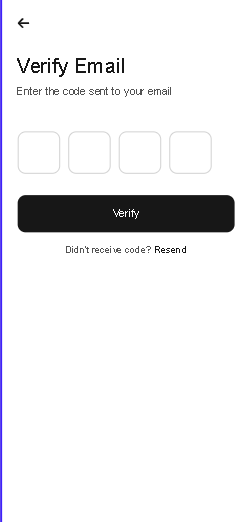 Verify Email
Enter the code sent to your email
Verify
Didn't receive code? Resend